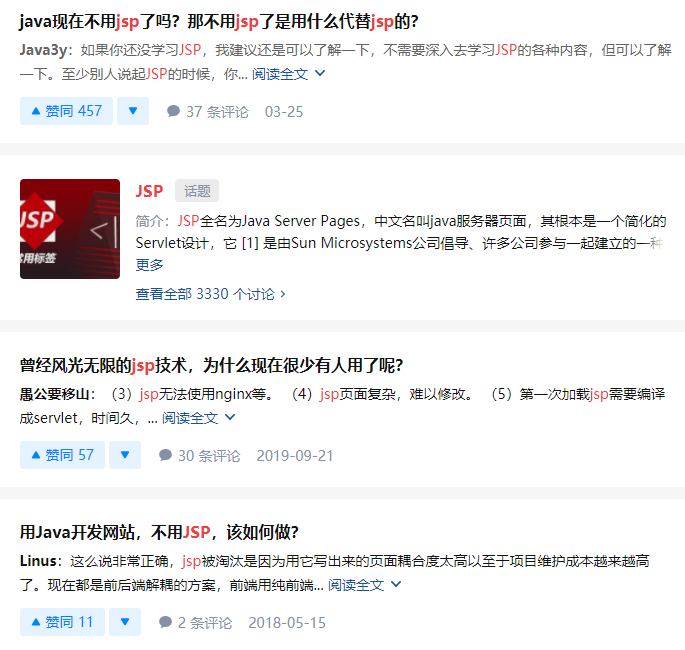 java现在不用jsp了吗？那不用jsp了是用什么代替jsp的？
Java3y：如果你还没学习JSP，我建议还是可以了解一下，不需要深入去学习JSP的各种内容，但可以了解
一下。至少别人说起JSP的时候，你... 阅读全文
赞同 457 37 条评论 03-25
JSP 话题
JSP
常用标签
简介：JSP全名为Java Server Pages，中文名叫java服务器页面，其根本是一个简化的
Servlet设计，它 [1] 是由Sun Microsystems公司倡导、许多公司参与一起建立的一种
更多
查看全部 3330 个讨论
曾经风光无限的jsp技术，为什么现在很少有人用了呢？
愚公要移山：（3）jsp无法使用nginx等。 （4）jsp页面复杂，难以修改。 （5）第一次加载jsp需要编译
成servlet，时间久，... 阅读全文
赞同 57 30 条评论 2019-09-21
用Java开发网站，不用JSP，该如何做？
Linus：这么说非常正确，jsp被淘汰是因为用它写出来的页面耦合度太高以至于项目维护成本越来越高
了。现在都是前后端解耦的方案，前端用纯前端... 阅读全文
赞同 11 2 条评论 2018-05-15